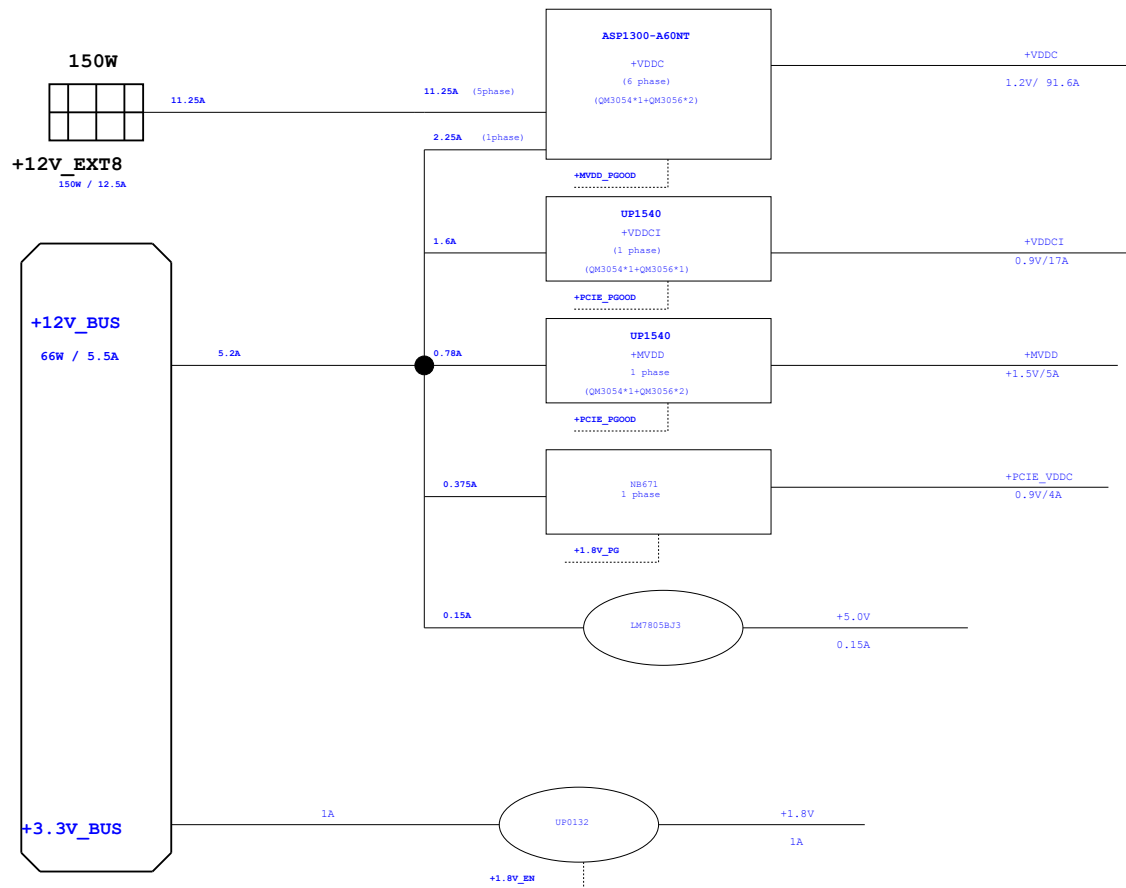 ASP1300-A60NT
+VDDC
(6 phase)
(QM3054*1+QM3056*2)
+VDDC
1.2V/ 91.6A
150W
11.25A
11.25A (5phase)
2.25A (1phase)
+12V_EXT8
150W / 12.5A
+MVDD_PGOOD
UP1540
+VDDCI
(1 phase)
(QM3054*1+QM3056*1)
1.6A
+VDDCI
0.9V/17A
+PCIE_PGOOD
+12V_BUS
66W / 5.5A
5.2A
0.78A
UP1540
+MVDD
1 phase
(QM3054*1+QM3056*2)
+MVDD
+1.5V/5A
+PCIE_PGOOD
0.375A
NB671
1 phase
+PCIE_VDDC
0.9V/4A
+1.8V_PG
0.15A
LM7805BJ3
+5.0V
0.15A
+3.3V_BUS
1A
UP0132
+1.8V
1A
+1.8V_EN